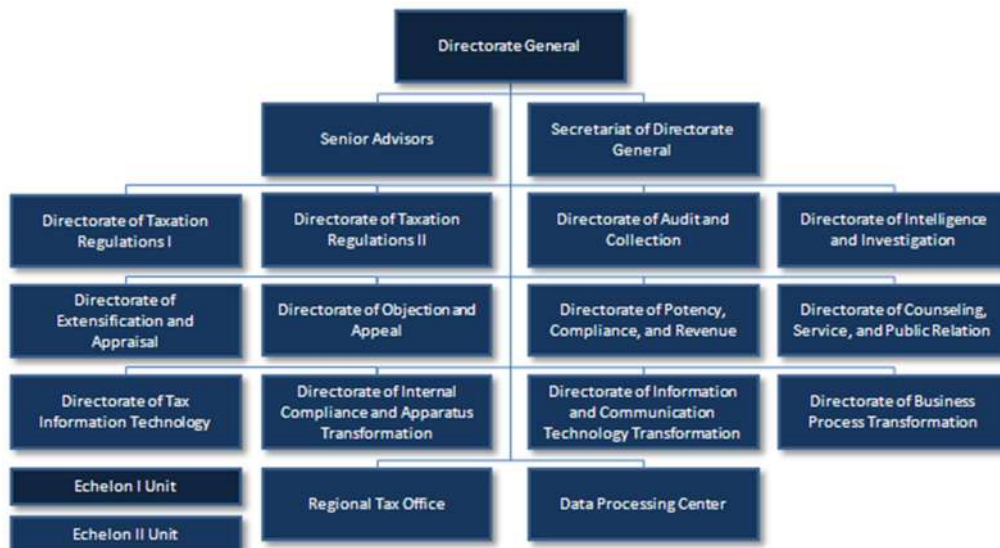 Directorate General
Senior Advisors
Secretariat of Directorate
General
Directorate of Taxation
Regulations I
Directorate of Taxation
Regulations II
Directorate of Audit and
Collection
Directorate of Intelligence
and Investigation
Directorate of
Extensification and
Appraisal
Directorate of Objection and
Appeal
Directorate of Potency,
Compliance, and Revenue
Directorate of Counseling,
Service, and Public Relation
Directorate of Tax
Information Technology
Directorate of Internal
Compliance and Apparatus
Transformation
Directorate of Information
and Communication
Technology Transformation
Directorate of Business
Process Transformation
Echelon I Unit
Echelon II Unit
Regional Tax Office
Data Processing Center